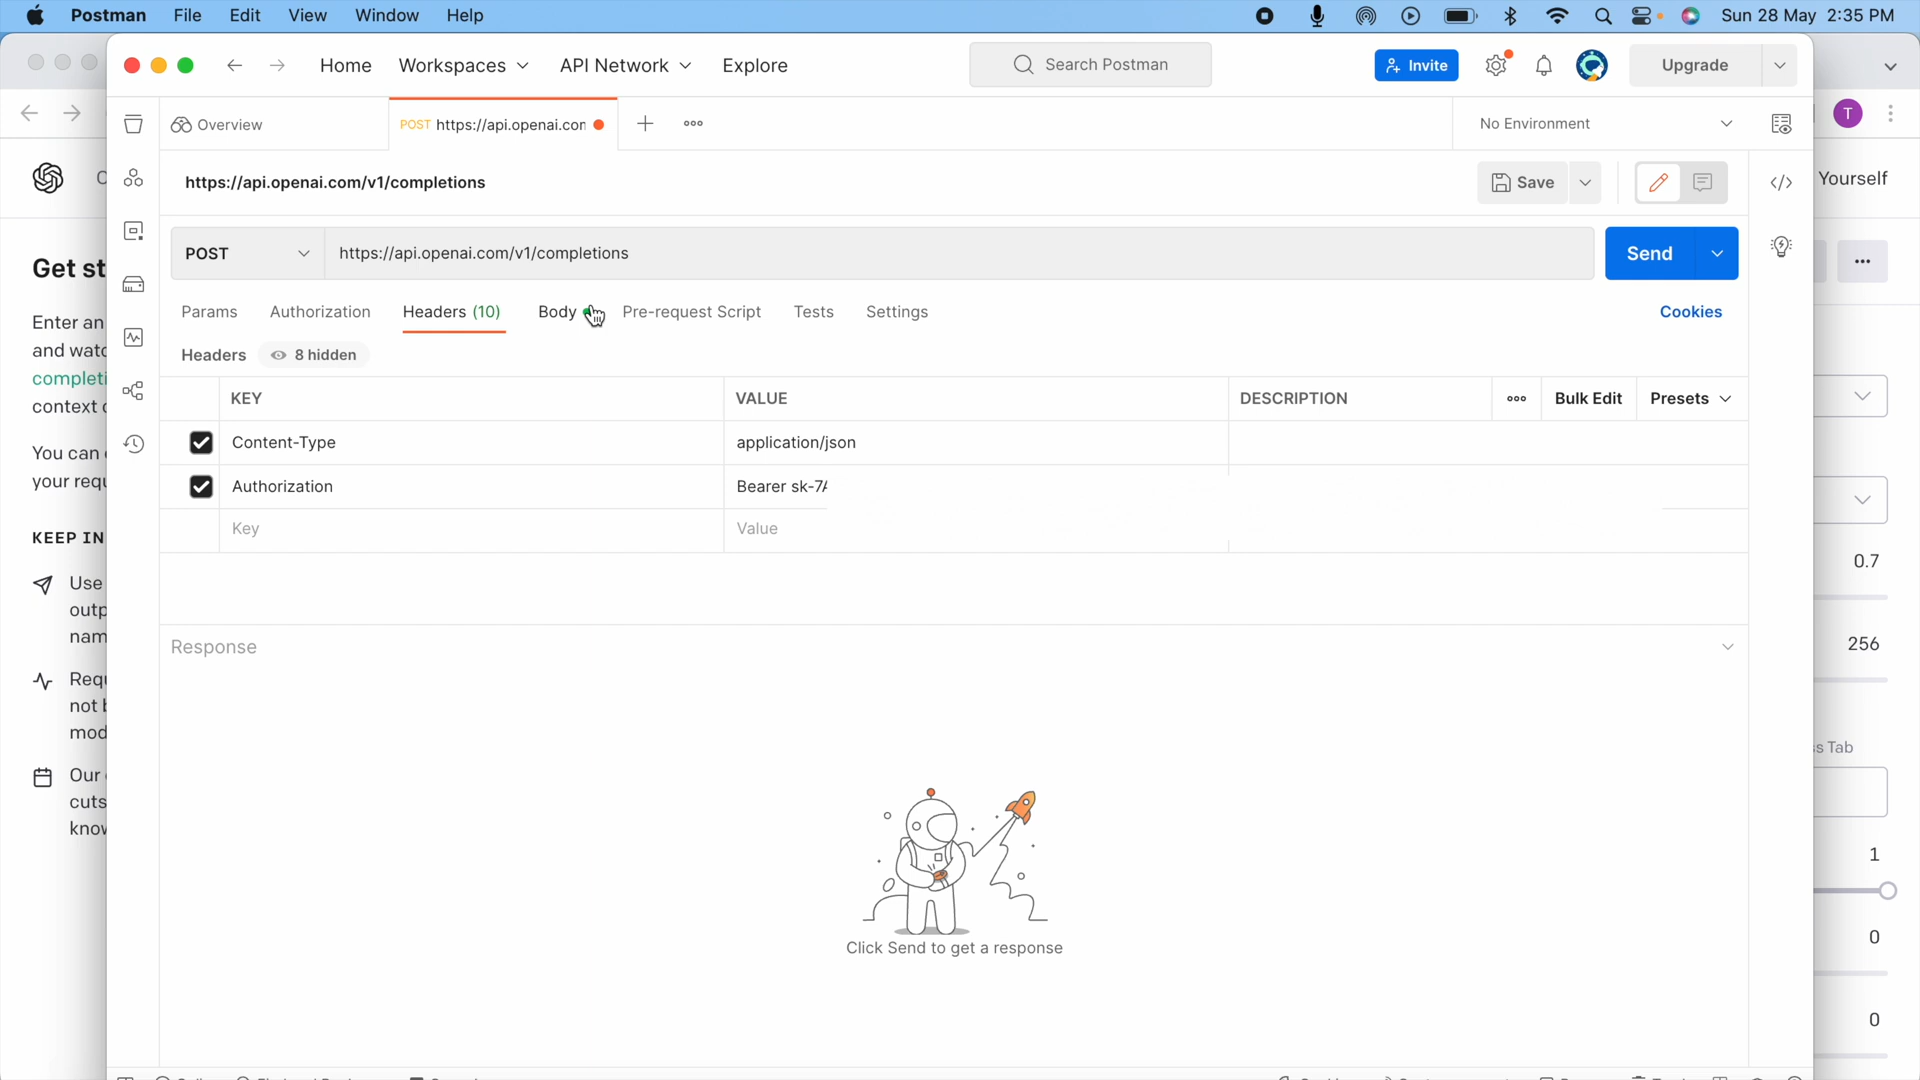 Postman File Edit View Window Help Sun 28 May 2:35 PM
Home Workspaces API Network Explore Search Postman Invite Upgrade
T
Overview POST https://api.openai.con No Environment
https://api.openai.com/v1/completions Save Yourself
POST https://api.openai.com/v1/completions Send
Get st
Params Authorization Headers (10) Body Pre-request Script Tests Settings Cookies
Enter an
and watc
completi
context c
Headers 8 hidden
KEY VALUE DESCRIPTION Bulk Edit Presets
Content-Type application/json
Authorization Bearer sk-7A
Key Value
You can
your requ
KEEP IN
Use
outp
nam
Requ
not b
mod
Our
cuts
know
Response
Click Send to get a response
0.7
256
ss Tab
1
0
0